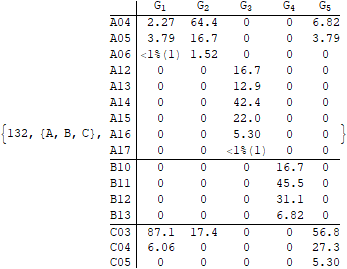 G1 G2 G3 G4 G5
A04 2.27 64.4 0 0 6.82
A05 3.79 16.7 0 0 3.79
A06 <1%(1) 1.52 0 0 0
A12 0 0 16.7 0 0
A13 0 0 12.9 0 0
A14 0 0 42.4 0 0
A15 0 0 22.0 0 0
{132, {A, B, C}, A16 0 0 5.30 0 0 }
A17 0 0 <1%(1) 0 0
B10 0 0 0 16.7 0
B11 0 0 0 45.5 0
B12 0 0 0 31.1 0
B13 0 0 0 6.82 0
C03 87.1 17.4 0 0 56.8
C04 6.06 0 0 0 27.3
C05 0 0 0 0 5.30